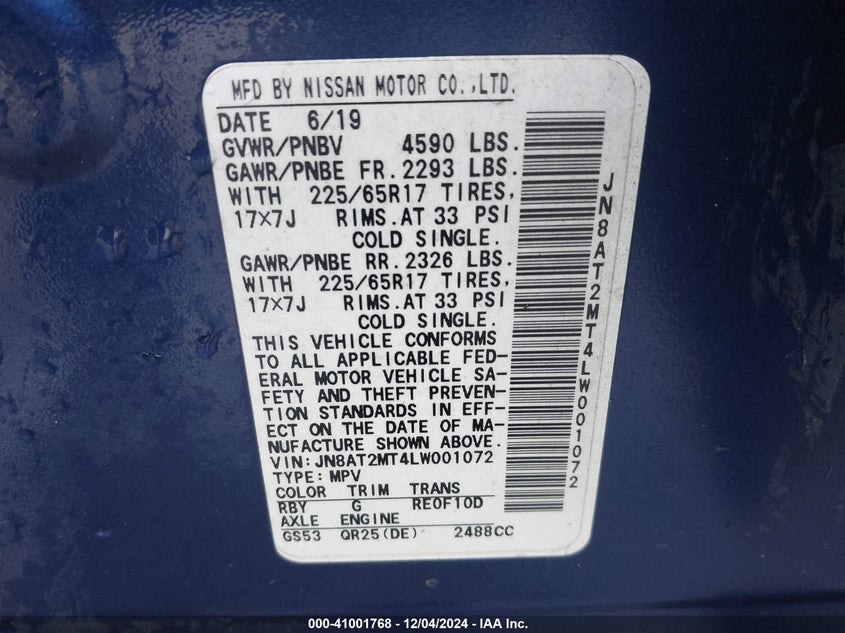 MFD BY NISSAN MOTOR CO.,LTD.
DATE 6/19
GVWR/PNBV 4590 LBS.
GAWR/PNBE FR. 2293 LBS.
WITH 225/65R17 TIRES,
17×7J RIMS. AT 33 PSI
COLD SINGLE.
GAWR/PNBE RR. 2326 LBS.
WITH 225/65R17 TIRES,
17×7J RIMS. AT 33 PSI
COLD SINGLE.
THIS VEHICLE CONFORMS
TO ALL APPLICABLE FED-
ERAL MOTOR VEHICLE SA-
FETY AND THEFT PREVEN-
TION STANDARDS IN EFF-
ECT ON THE DATE OF MA-
NUFACTURE SHOWN ABOVE.
VIN: JN8AT2MT4LW001072
TYPE: MPV
COLOR TRIM TRANS
RBY G RE0F10D
AXLE ENGINE
GS53 QR25(DE) 2488CC
JN8AT2MT4LW001072
000-41001768 - 12/04/2024 - IAA Inc.